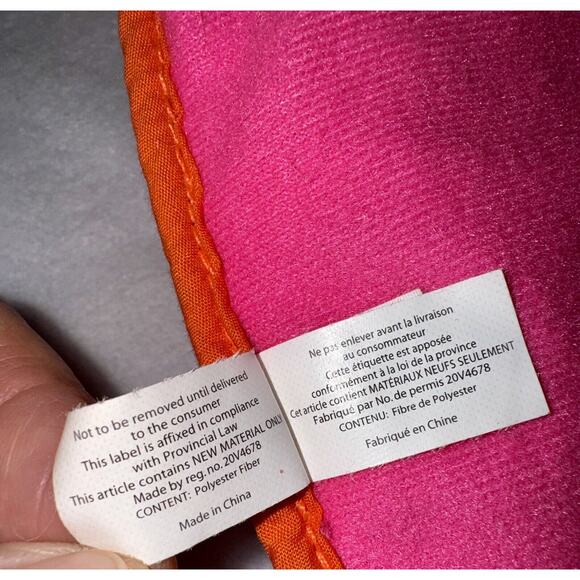 Not to be removed until delivered
to the consumer
This label is affixed in compliance
with Provincial Law
This article contains NEW MATERIAL ONLY
Made by reg. no. 20V4678
CONTENT: Polyester Fiber
Made in China
Ne pas enlever avant la livraison
au consommateur
Cette étiquette est apposée
conformément à la loi de la province
Cet article contient MATÉRIAUX NEUFS SEULEMENT
Fabriqué par No. de permis 20V4678
CONTENU: Fibre de Polyester
Fabriqué en Chine